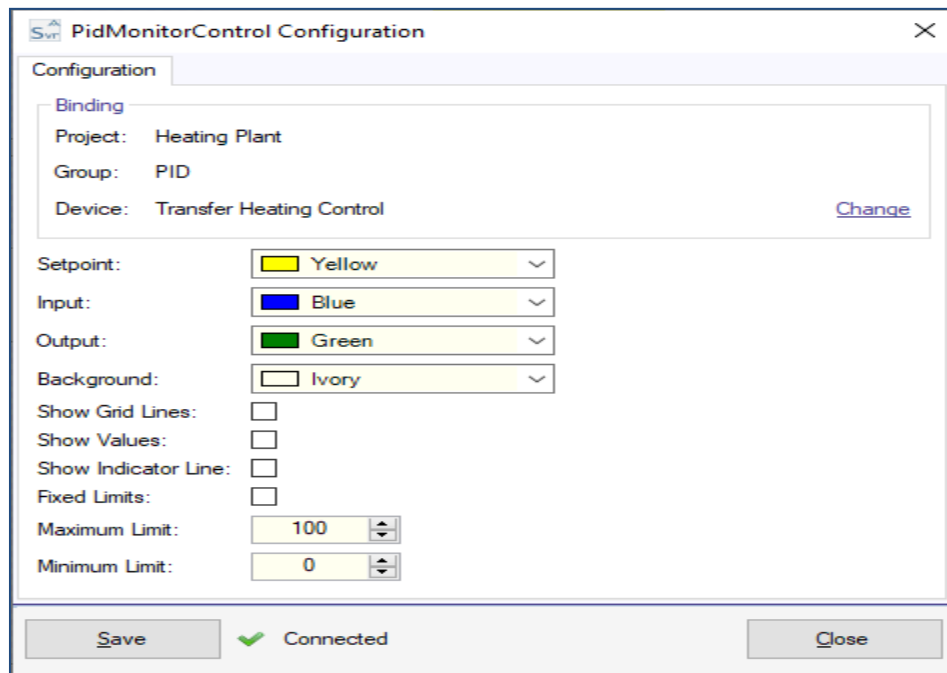 Svr PidMonitorControl Configuration
Configuration
Binding
Project: Heating Plant
Group: PID
Device: Transfer Heating Control Change
Setpoint: Yellow
Input: Blue
Output: Green
Background: Ivory
Show Grid Lines:
Show Values:
Show Indicator Line:
Fixed Limits:
Maximum Limit: 100
Minimum Limit: 0
Save Connected Close